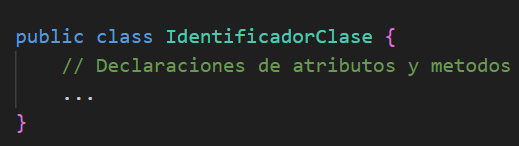 public class IdentificadorClase {
// Declaraciones de atributos y metodos
...
}